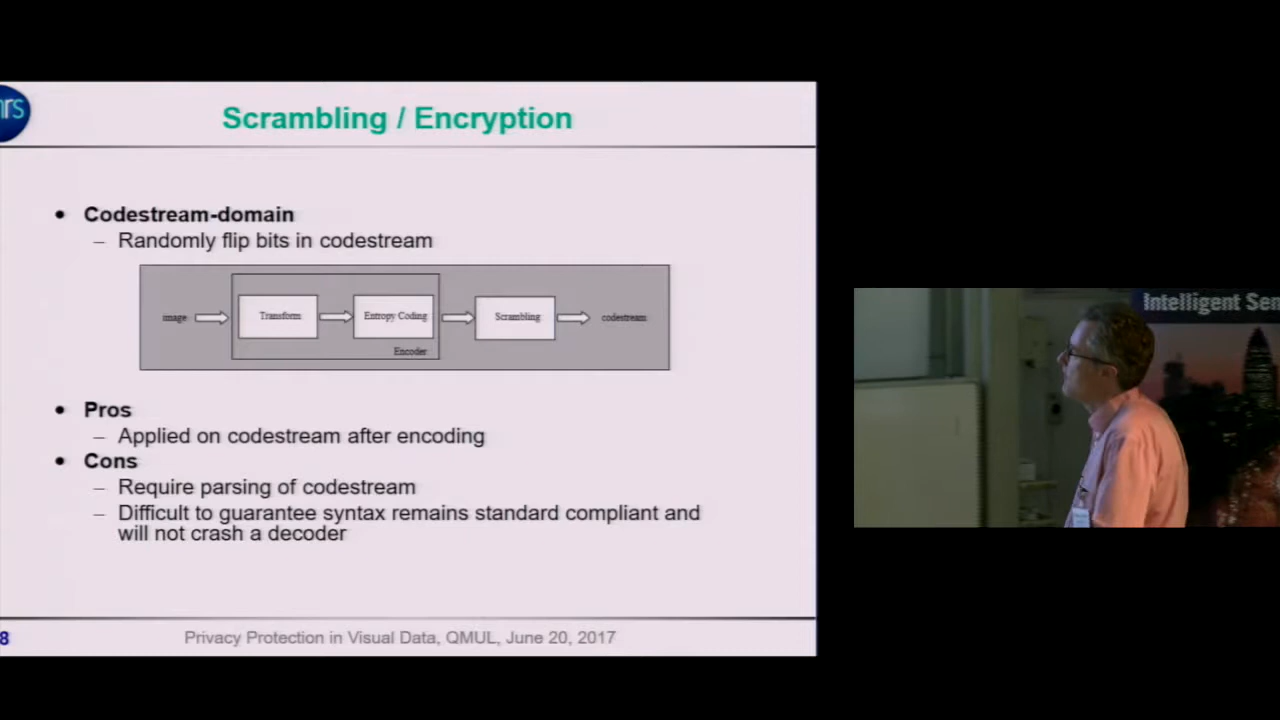 nrs
Scrambling / Encryption
• Codestream-domain
– Randomly flip bits in codestream
image
Transform
Entropy Coding
Scrambling
codestream
Encoder
• Pros
– Applied on codestream after encoding
• Cons
– Require parsing of codestream
– Difficult to guarantee syntax remains standard compliant and
will not crash a decoder
8
Privacy Protection in Visual Data, QMUL, June 20, 2017
Intelligent Sen